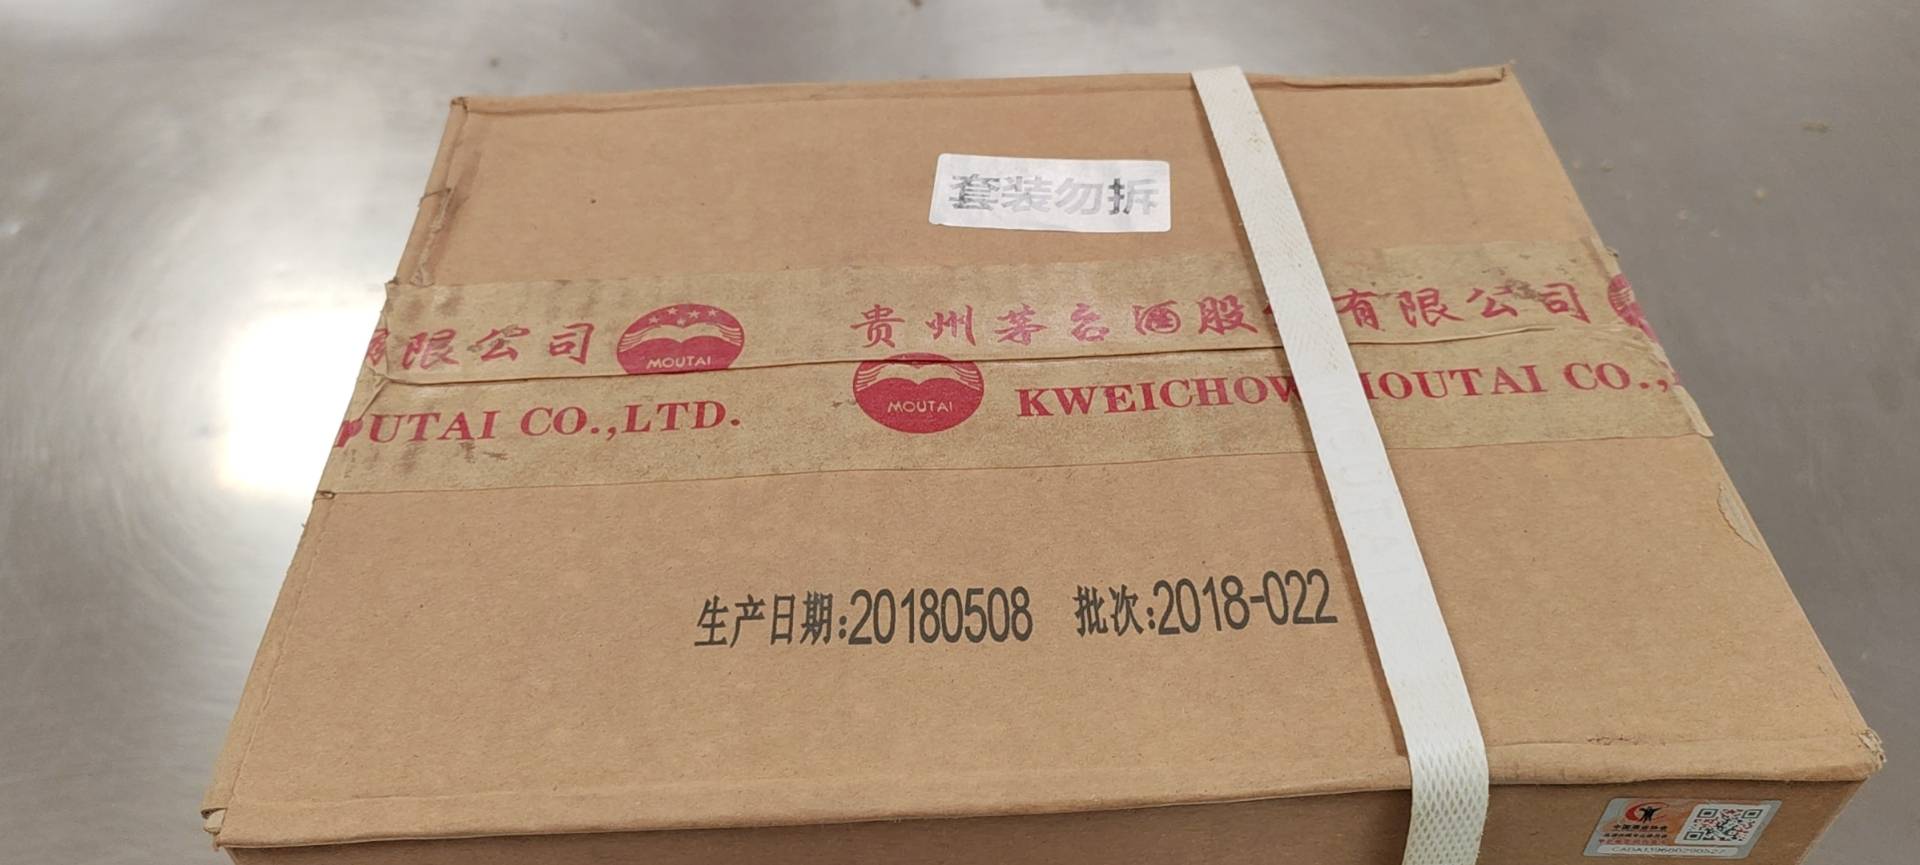 套装勿拆
限公司 MOUTAI 贵州茅台酒股 有限公司
UTAI CO.,LTD. MOUTAI KWEICHOW OUTAI CO.,
生产日期:20180508 批次:2018-022